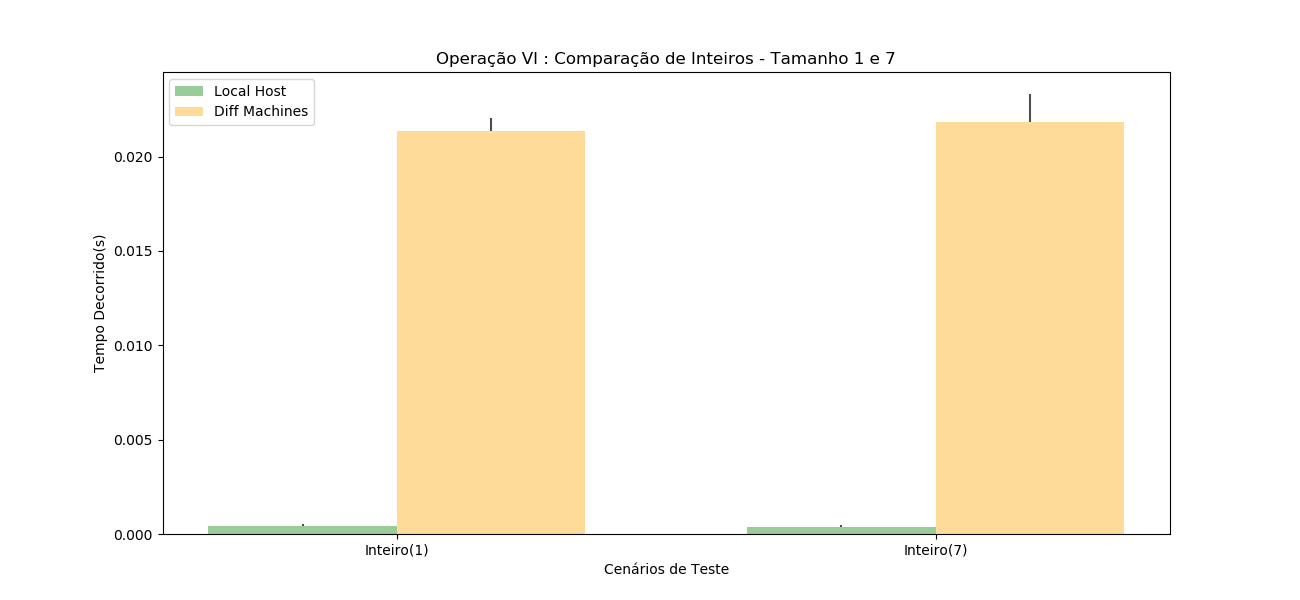 Operação VI : Comparação de Inteiros - Tamanho 1 e 7
Local Host
Diff Machines
Tempo Decorrido(s)
0.020
0.015
0.010
0.005
0.000
Inteiro(1)
Inteiro(7)
Cenários de Teste